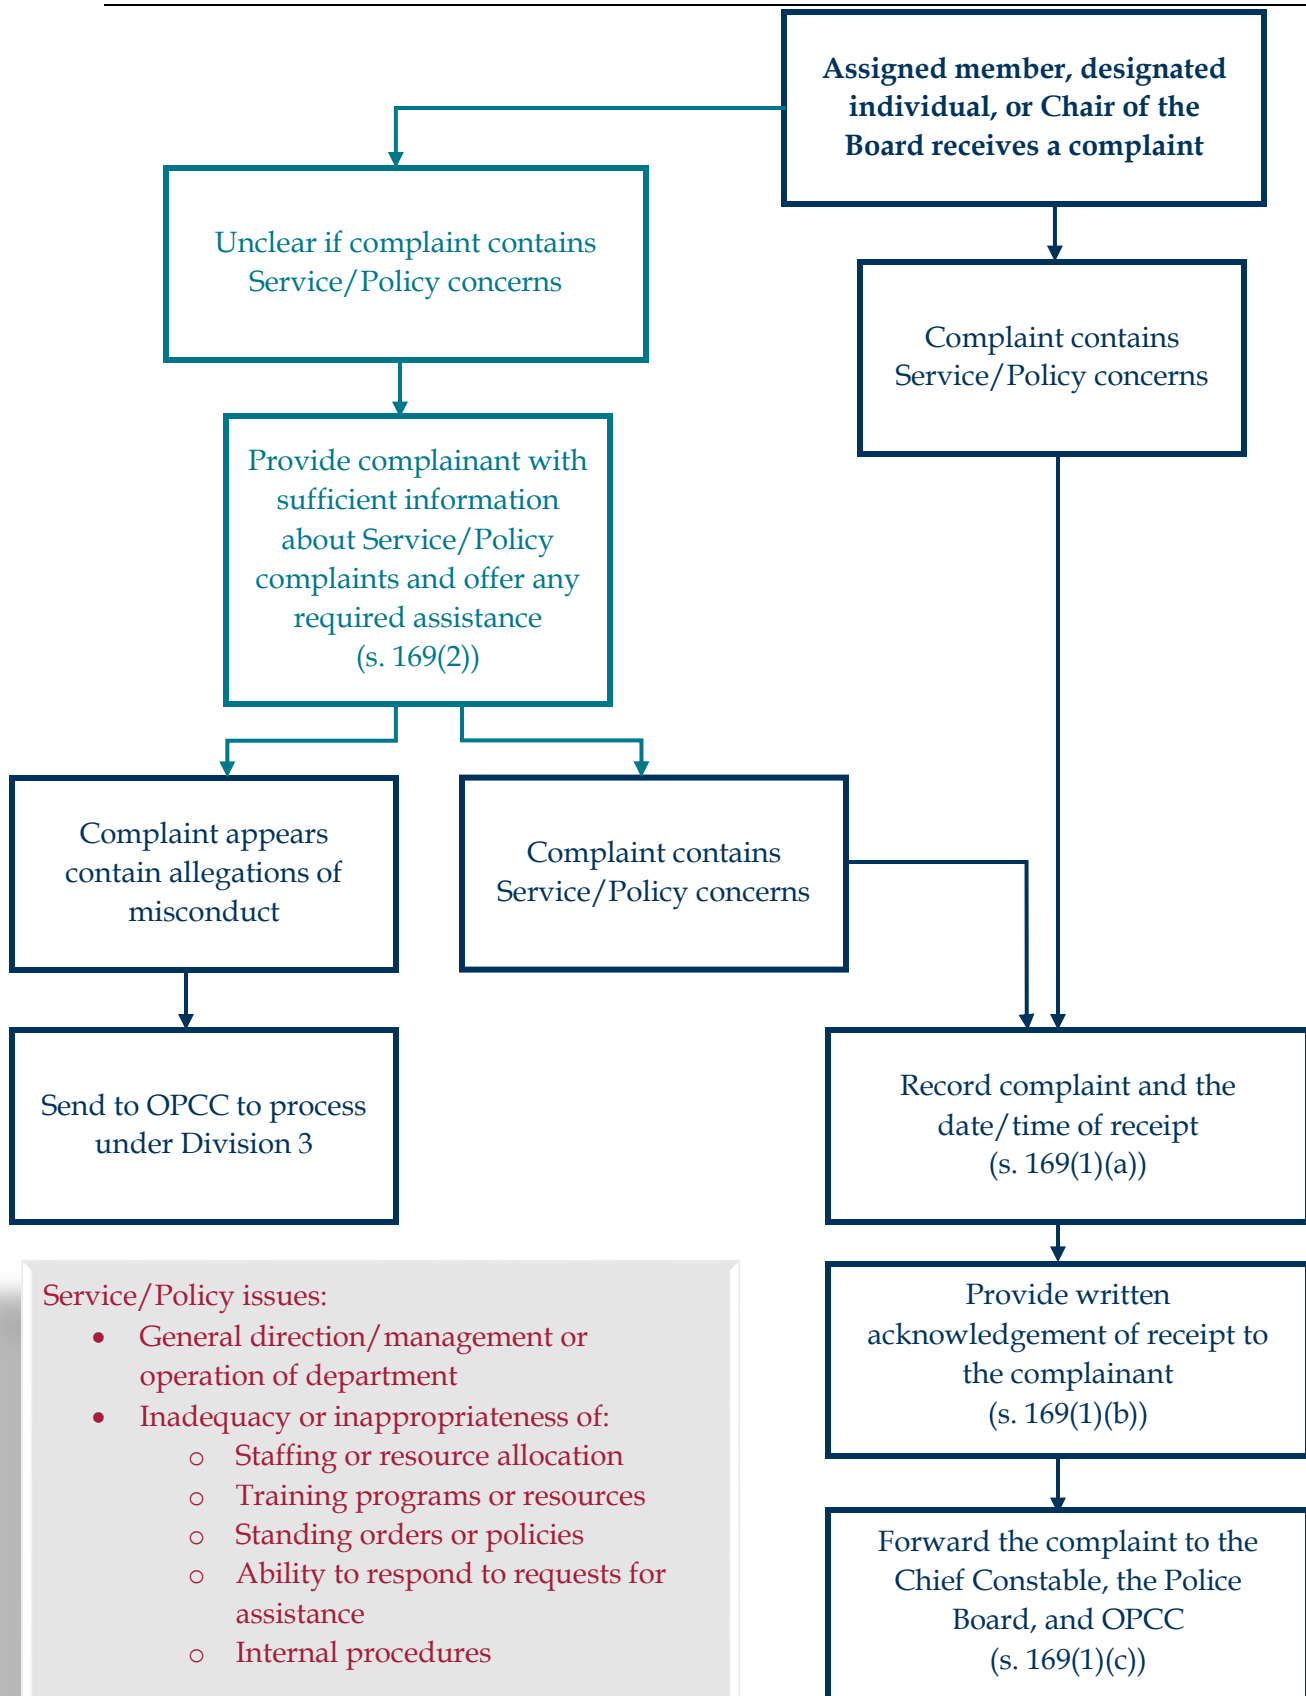 Assigned member, designated
individual, or Chair of the
Board receives a complaint
Unclear if complaint contains
Service/Policy concerns
Complaint contains
Service/Policy concerns
Provide complainant with
sufficient information
about Service/Policy
complaints and offer any
required assistance
(s. 169(2))
Complaint appears
contain allegations of
misconduct
Complaint contains
Service/Policy concerns
Send to OPCC to process
under Division 3
Record complaint and the
date/time of receipt
(s. 169(1)(a))
Provide written
acknowledgement of receipt to
the complainant
(s. 169(1)(b))
Forward the complaint to the
Chief Constable, the Police
Board, and OPCC
(s. 169(1)(c))
Service/Policy issues:
• General direction/management or
operation of department
• Inadequacy or inappropriateness of:
o Staffing or resource allocation
o Training programs or resources
o Standing orders or policies
o Ability to respond to requests for
assistance
o Internal procedures